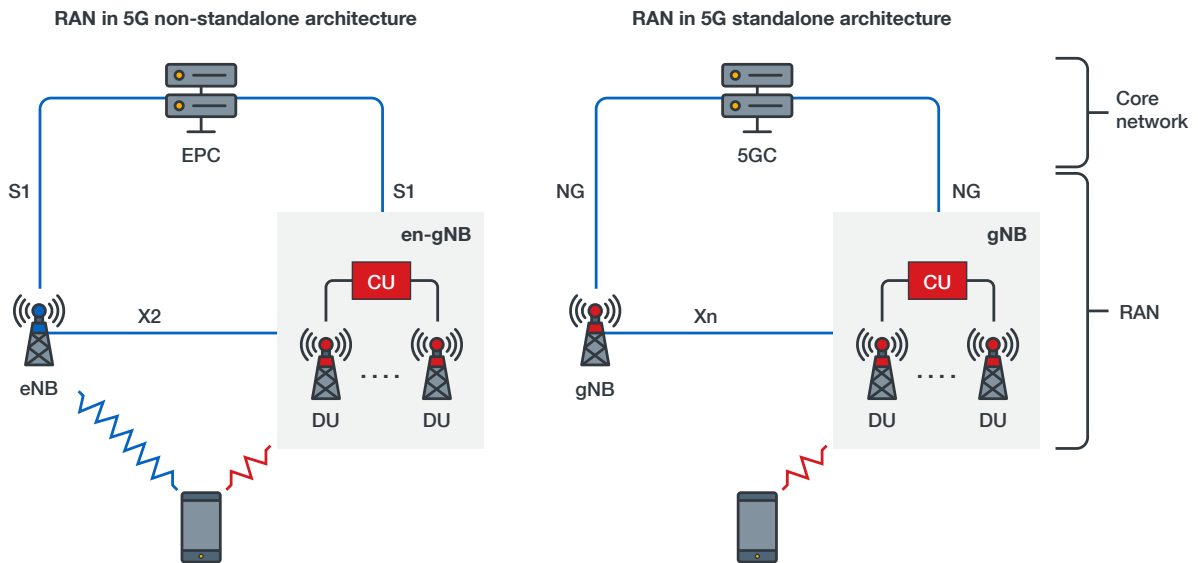 RAN in 5G non-standalone architecture
EPC
S1
S1
en-gNB
CU
X2
eNB
....
DU
DU
RAN in 5G standalone architecture
5GC
NG
NG
gNB
CU
Xn
gNB
....
DU
DU
Core
network
RAN